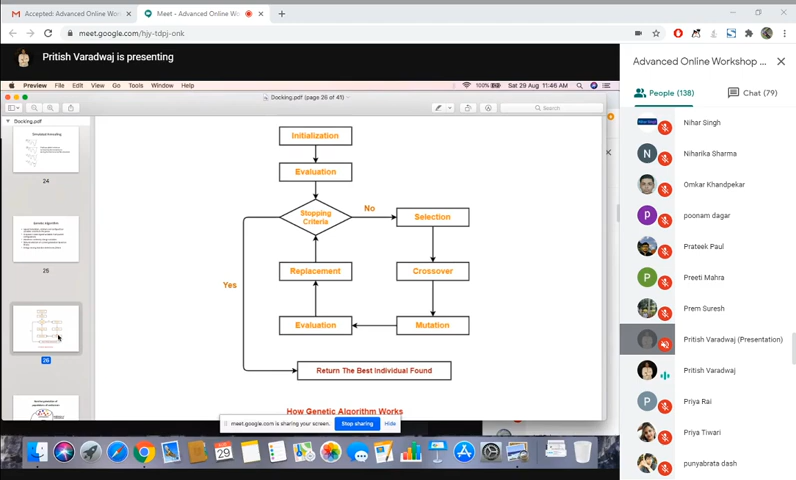 Accepted: Advanced Online Wor
Meet - Advanced Online Wo
meet.google.com/hjy-tdpj-onk
Pritish Varadwaj is presenting
Preview File Edit View Go Tools Window Help
100% Sat 29 Aug 11:46 AM
Docking.pdf (page 26 of 41)
Search
Docking.pdf
24
Genetic algorithm
25
26
Initialization
Evaluation
Stopping
Criteria
No
Selection
Yes
Replacement
Crossover
Evaluation
Mutation
Return The Best Individual Found
How Genetic Algorithm Works
meet.google.com is sharing your screen.
Stop sharing
Hide
Advanced Online Workshop ...
People (138)
Chat (79)
Nihar Singh
Niharika Sharma
Omkar Khandpekar
poonam dagar
Prateek Paul
Preeti Mahra
Prem Suresh
Pritish Varadwaj (Presentation)
Pritish Varadwaj
Priya Rai
Priya Tiwari
punyabrata dash